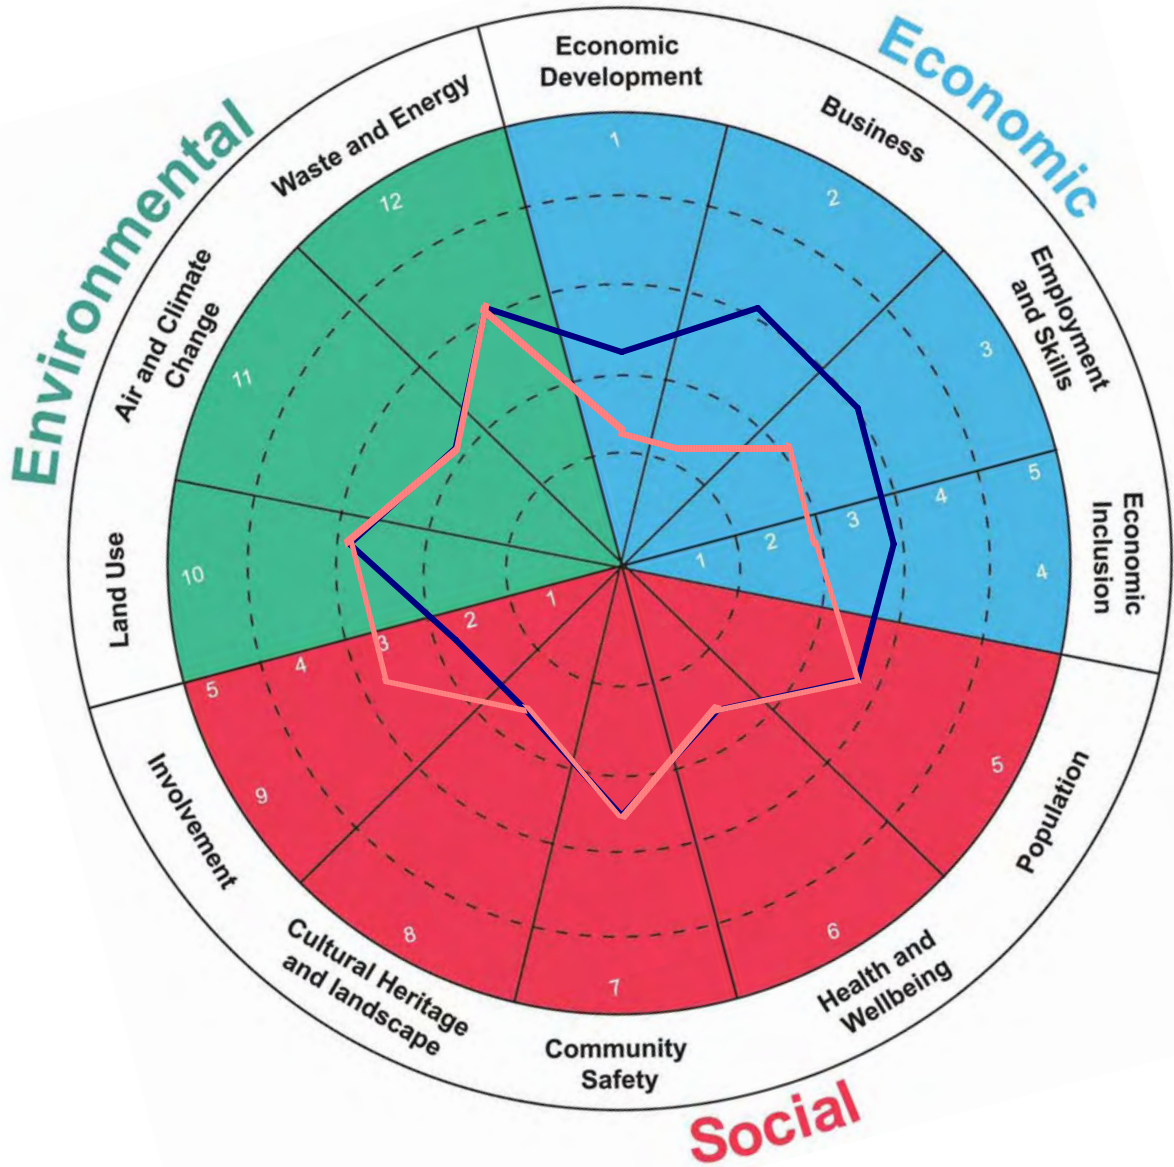 Economic
Environmental
Social
Economic
Development
Business
Employment
and Skills
Economic
Inclusion
Population
Health and
Wellbeing
Community
Safety
Cultural Heritage
and landscape
Involvement
Land Use
Air and Climate
Change
Waste and Energy
1
2
3
4
5
6
7
8
9
10
11
12
1
2
3
4
5
1
2
3
4
5